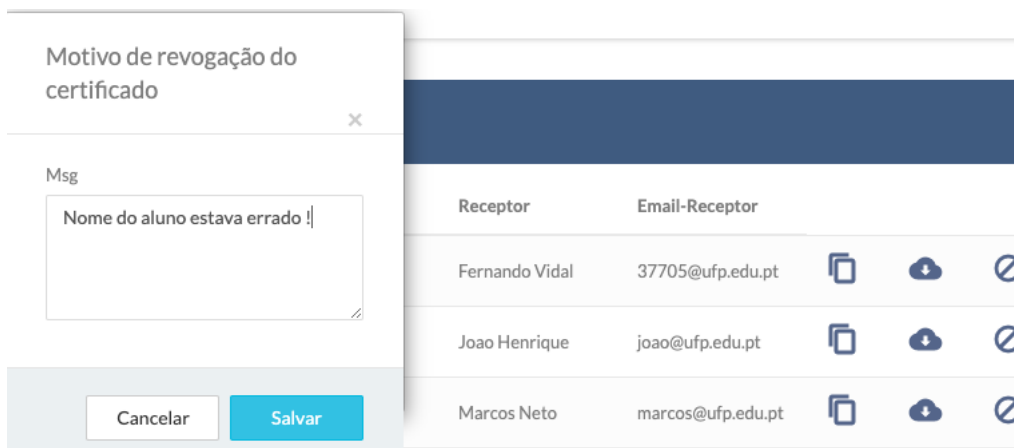 Motivo de revogação do
certificado
×
Msg
Nome do aluno estava errado !
Cancelar Salvar
Receptor Email-Receptor
Fernando Vidal 37705@ufp.edu.pt
Joao Henrique joao@ufp.edu.pt
Marcos Neto marcos@ufp.edu.pt